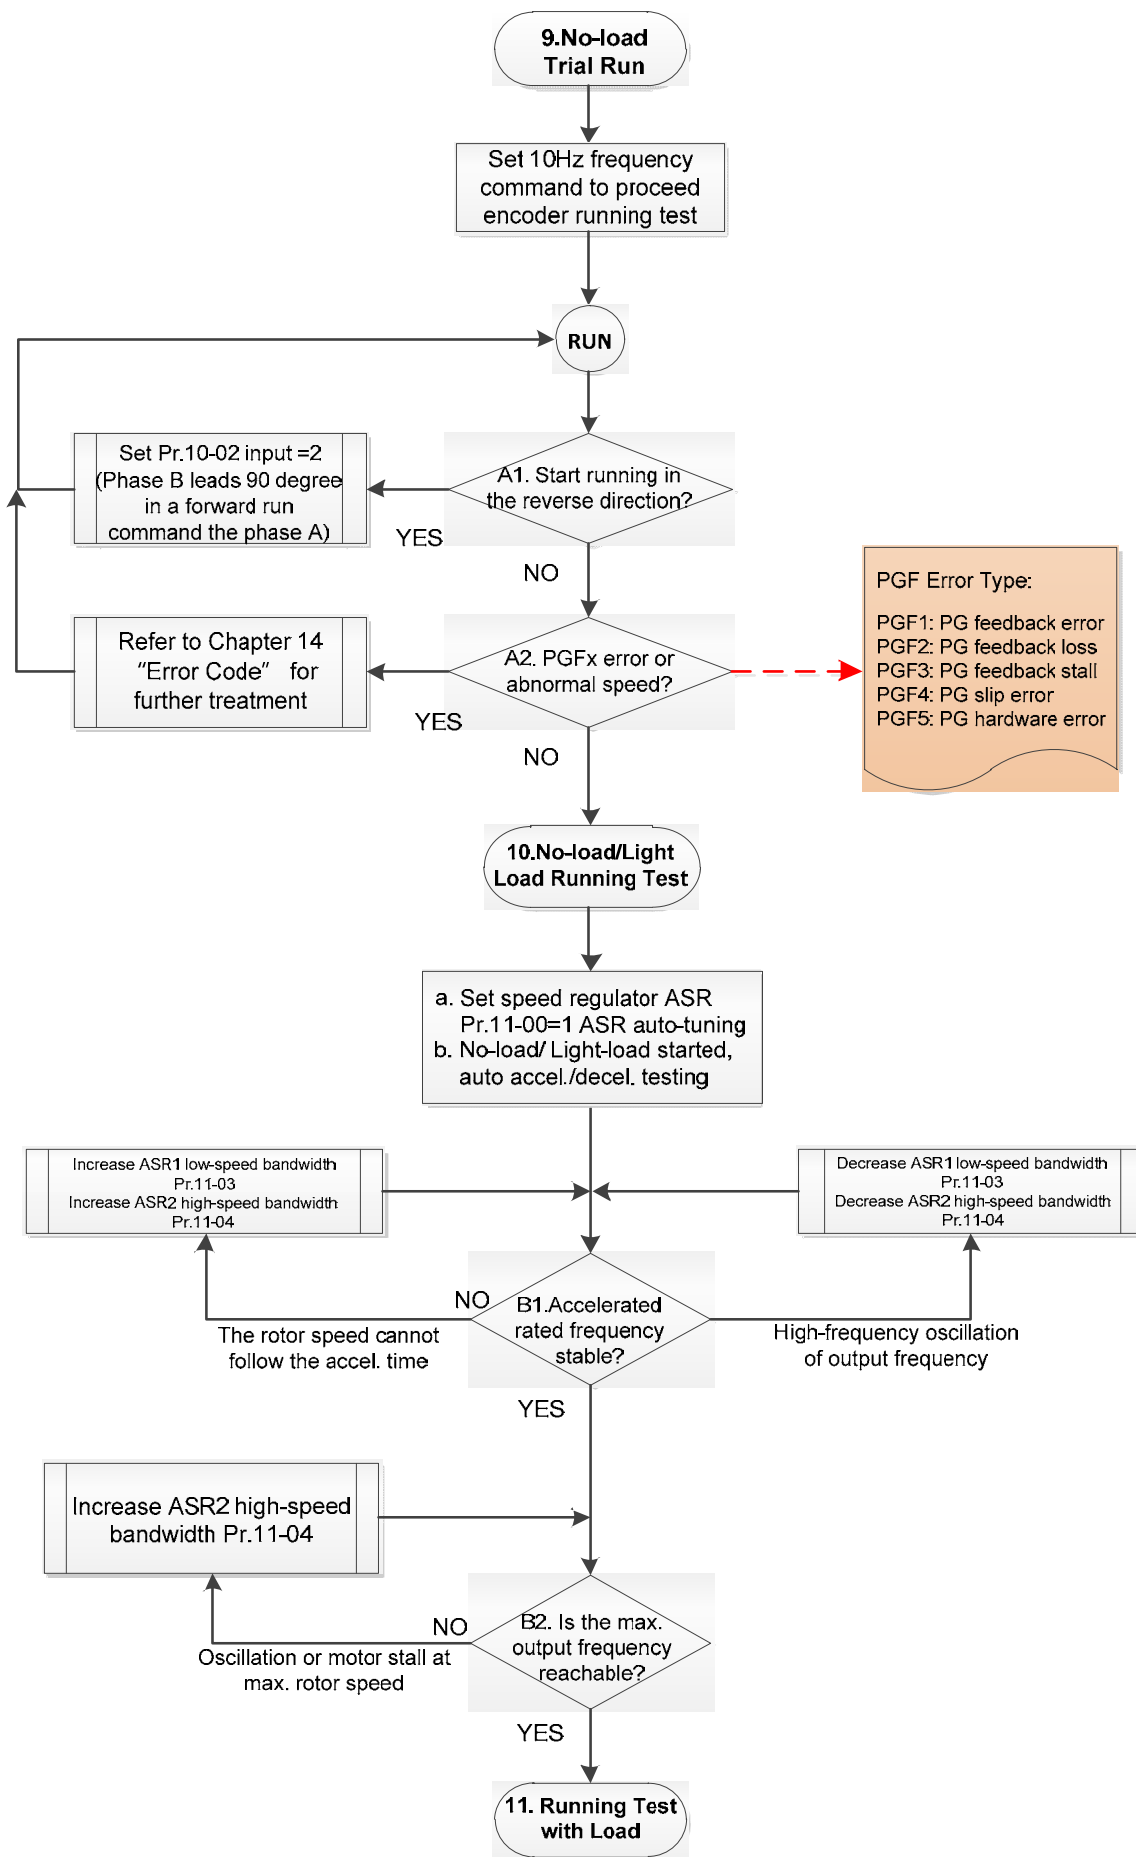 9.No-load
Trial Run
Set 10Hz frequency
command to proceed
encoder running test
RUN
Set Pr.10-02 input =2
(Phase B leads 90 degree
in a forward run
command the phase A)
A1. Start running in
the reverse direction?
YES
NO
Refer to Chapter 14
"Error Code" for
further treatment
A2. PGFx error or
abnormal speed?
YES
NO
PGF Error Type:
PGF1: PG feedback error
PGF2: PG feedback loss
PGF3: PG feedback stall
PGF4: PG slip error
PGF5: PG hardware error
10.No-load/Light
Load Running Test
a. Set speed regulator ASR
Pr.11-00=1 ASR auto-tuning
b. No-load/ Light-load started,
auto accel./decel. testing
Increase ASR1 low-speed bandwidth
Pr.11-03
Increase ASR2 high-speed bandwidth
Pr.11-04
Decrease ASR1 low-speed bandwidth
Pr.11-03
Decrease ASR2 high-speed bandwidth
Pr.11-04
NO
The rotor speed cannot
follow the accel. time
B1.Accelerated
rated frequency
stable?
High-frequency oscillation
of output frequency
YES
Increase ASR2 high-speed
bandwidth Pr.11-04
NO
Oscillation or motor stall at
max. rotor speed
B2. Is the max.
output frequency
reachable?
YES
11. Running Test
with Load